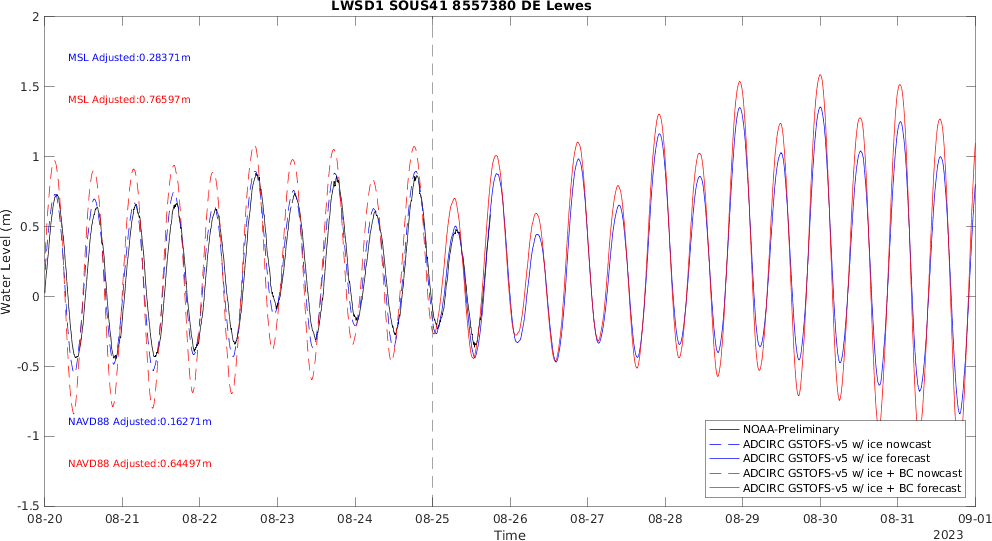 LWSD1 SOUS41 8557380 DE Lewes
2
1.5
1
0.5
0
-0.5
-1
-1.5
Water Level (m)
MSL Adjusted:0.28371m
MSL Adjusted:0.76597m
NAVD88 Adjusted:0.16271m
NAVD88 Adjusted:0.64497m
NOAA-Preliminary
ADCIRC GSTOFS-v5 w/ ice nowcast
ADCIRC GSTOFS-v5 w/ ice forecast
ADCIRC GSTOFS-v5 w/ ice + BC nowcast
ADCIRC GSTOFS-v5 w/ ice + BC forecast
08-20 08-21 08-22 08-23 08-24 08-25 08-26 08-27 08-28 08-29 08-30 08-31 09-01
Time
2023